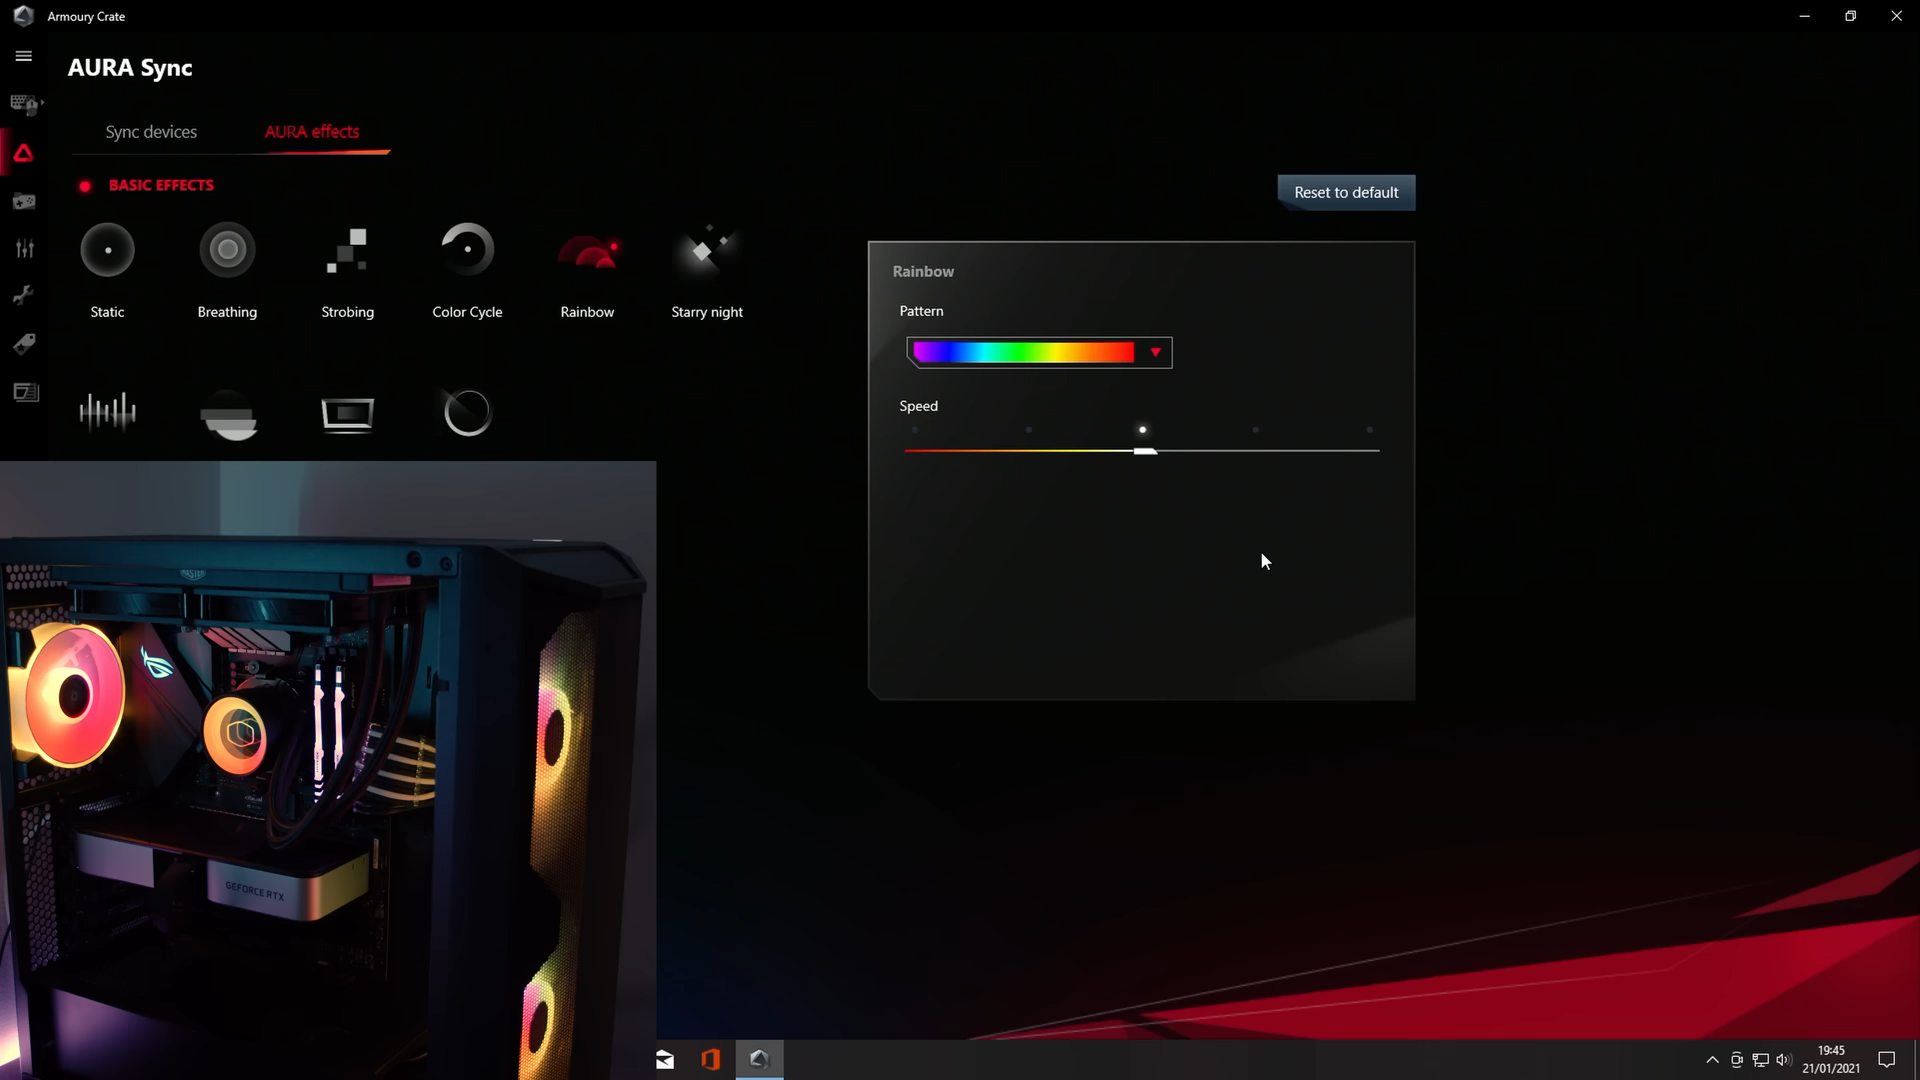 Armoury Crate
AURA Sync
Sync devices
AURA effects
BASIC EFFECTS
Reset to default
Static
Breathing
Strobing
Color Cycle
Rainbow
Starry night
Rainbow
Pattern
Speed
GEFORCE RTX
19:45
21/01/2021